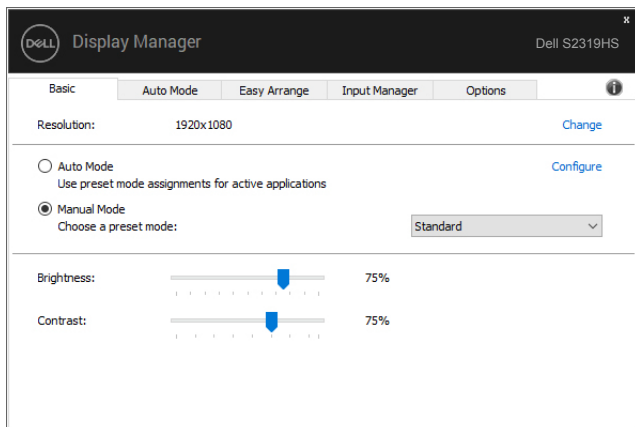 x
DELL
Display Manager
Dell S2319HS
Basic
Auto Mode
Easy Arrange
Input Manager
Options
i
Resolution:
1920x1080
Change
Auto Mode
Configure
Use preset mode assignments for active applications
Manual Mode
Choose a preset mode:
Standard
Brightness:
75%
Contrast:
75%